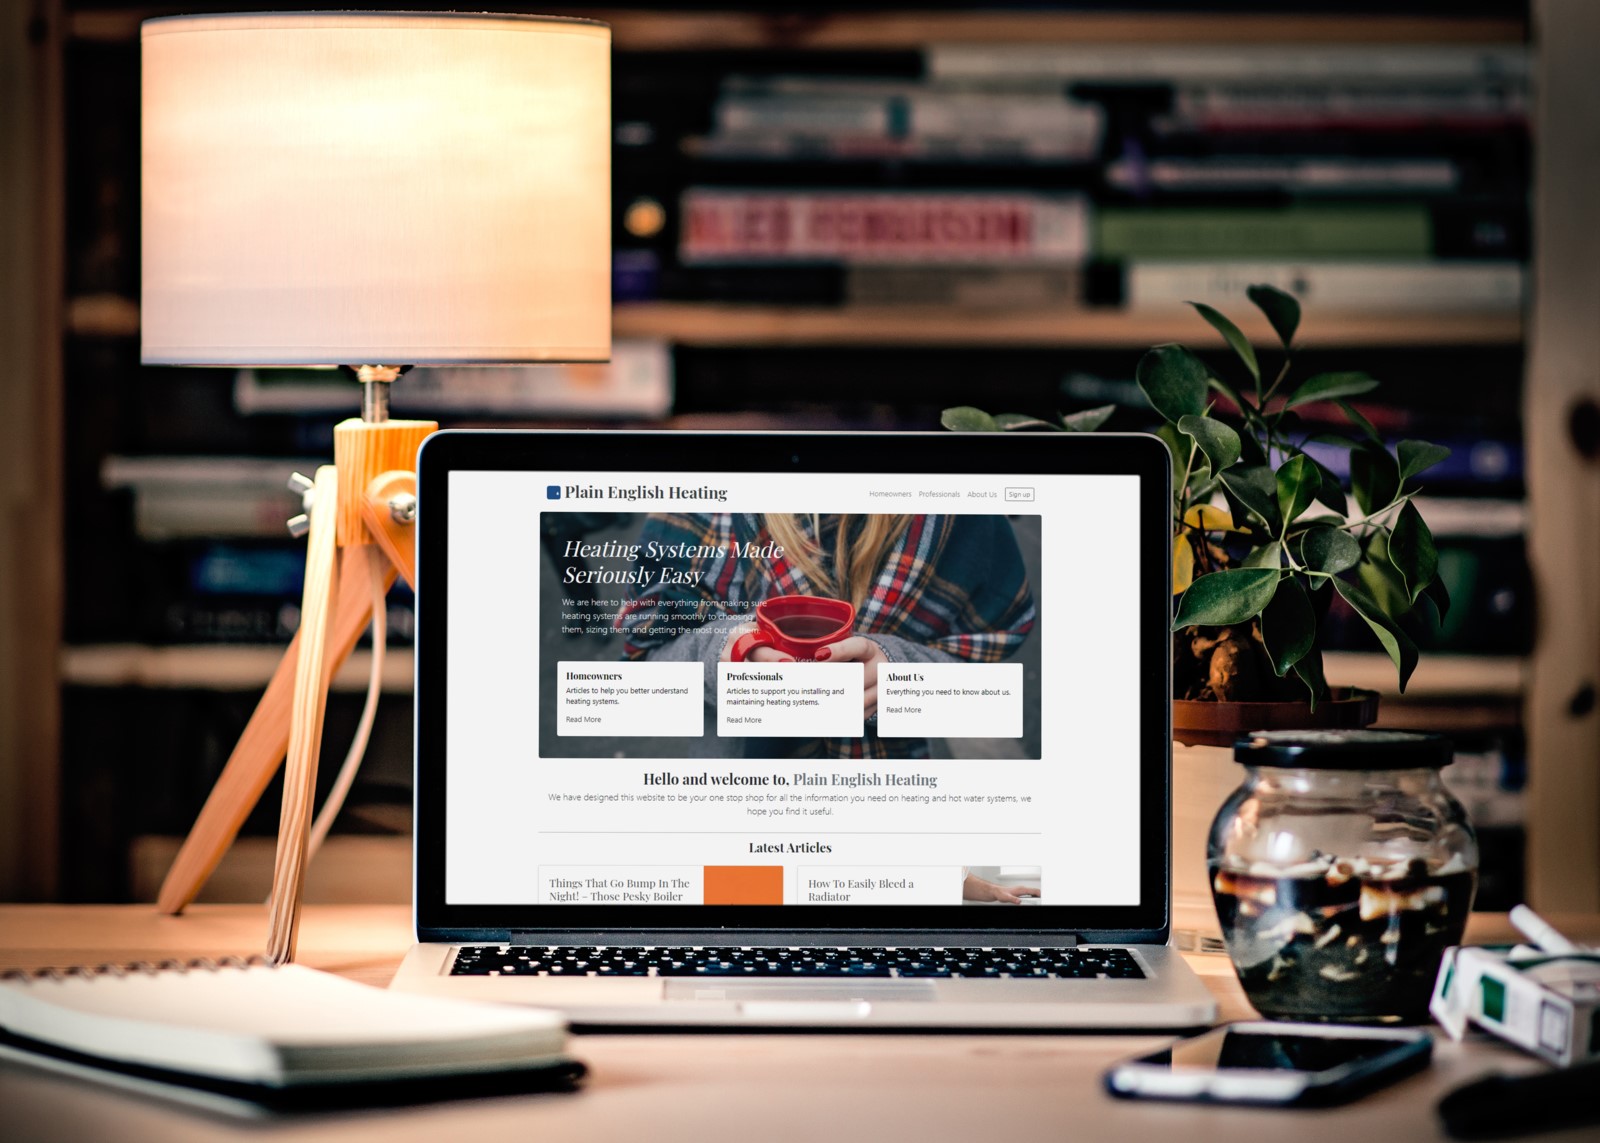 ALEX FERGUSON
Plain English Heating
Homeowners Professionals About Us Sign up
Heating Systems Made
Seriously Easy
We are here to help with everything from making sure
heating systems are running smoothly to choosing
them, sizing them and getting the most out of them.
Homeowners
Articles to help you better understand
heating systems.
Read More
Professionals
Articles to support you installing and
maintaining heating systems.
Read More
About Us
Everything you need to know about us.
Read More
Hello and welcome to, Plain English Heating
We have designed this website to be your one stop shop for all the information you need on heating and hot water systems, we
hope you find it useful.
Latest Articles
Things That Go Bump In The
Night! – Those Pesky Boiler
How To Easily Bleed a
Radiator